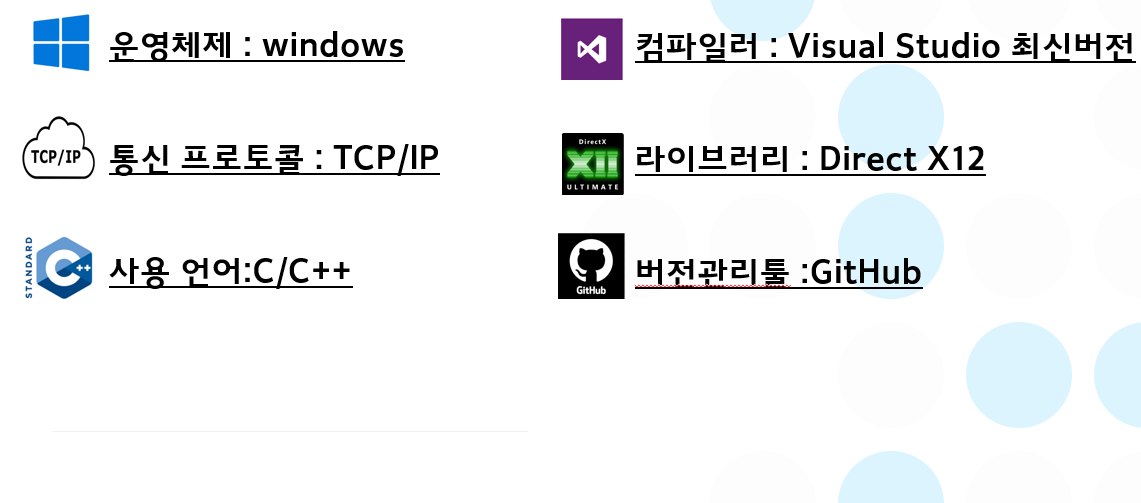 운영체제 : windows
컴파일러 : Visual Studio 최신버전
TCP/IP
통신 프로토콜 : TCP/IP
DirectX
XII
ULTIMATE
라이브러리 : Direct X12
STANDARD
C++
사용 언어:C/C++
GitHub
버전관리툴 :GitHub